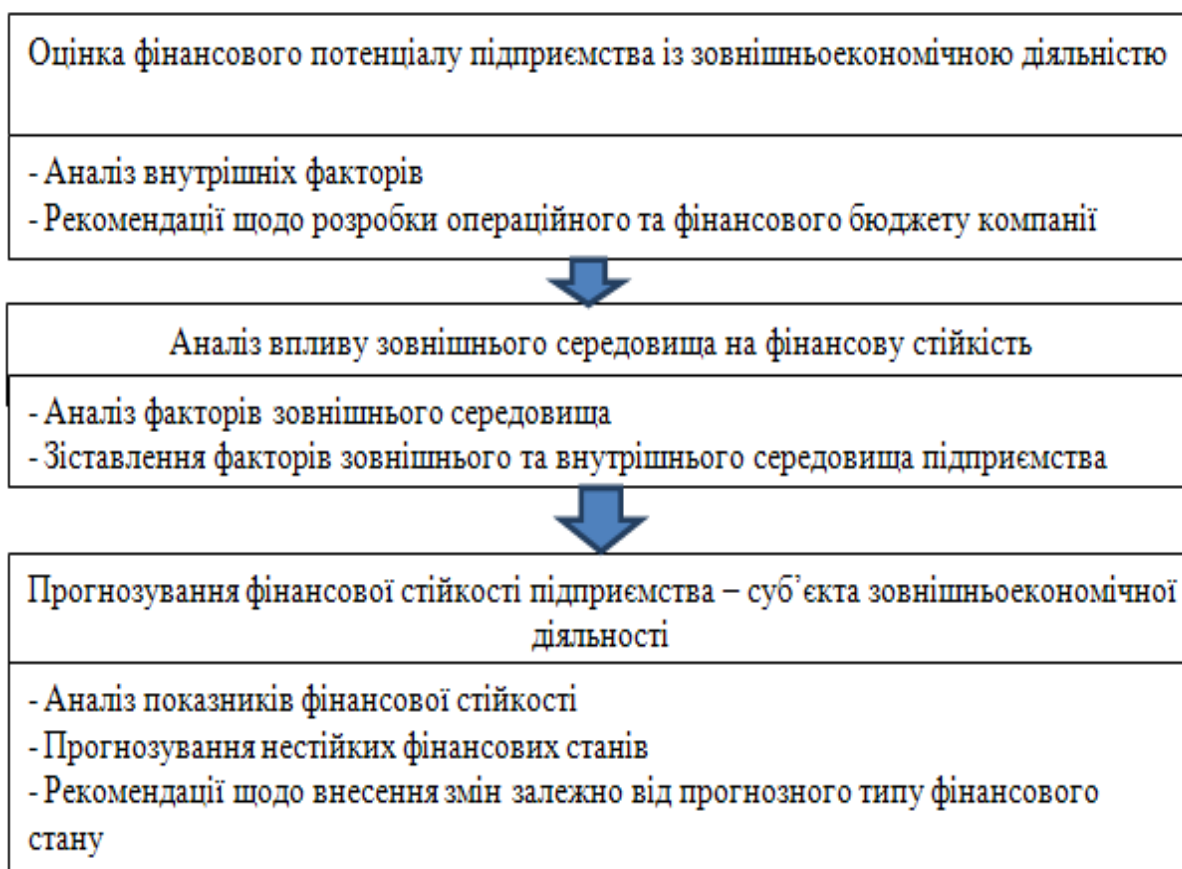 Оцінка фінансового потенціалу підприємства із зовнішньоекономічною діяльністю
- Аналіз внутрішніх факторів
- Рекомендації щодо розробки операційного та фінансового бюджету компанії
Аналіз впливу зовнішнього середовища на фінансову стійкість
- Аналіз факторів зовнішнього середовища
- Зіставлення факторів зовнішнього та внутрішнього середовища підприємства
Прогнозування фінансової стійкості підприємства – суб’єкта зовнішньоекономічної
діяльності
- Аналіз показників фінансової стійкості
- Прогнозування нестійких фінансових станів
- Рекомендації щодо внесення змін залежно від прогнозного типу фінансового
стану